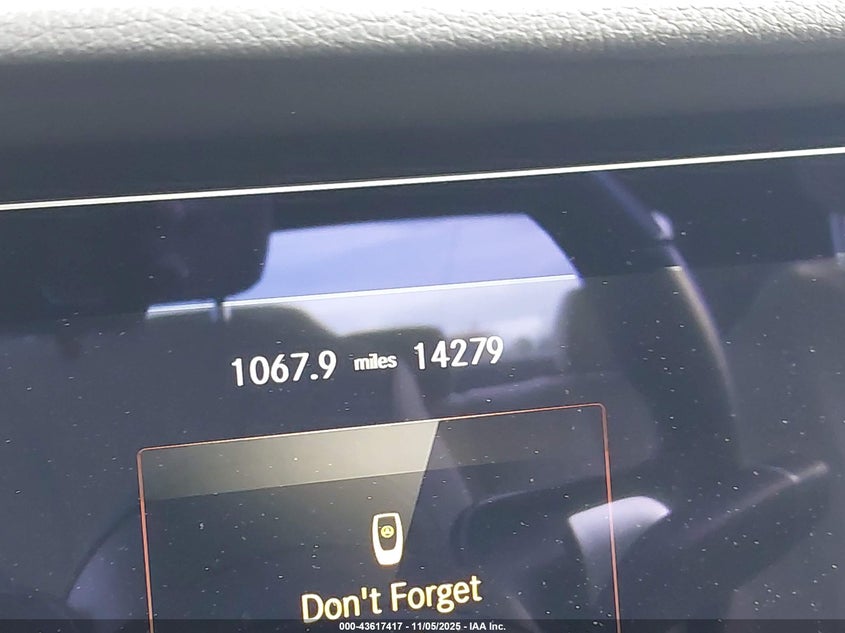 1067.9 miles 14279
Don't Forget
000-43617417 - 11/05/2025 - IAA Inc.